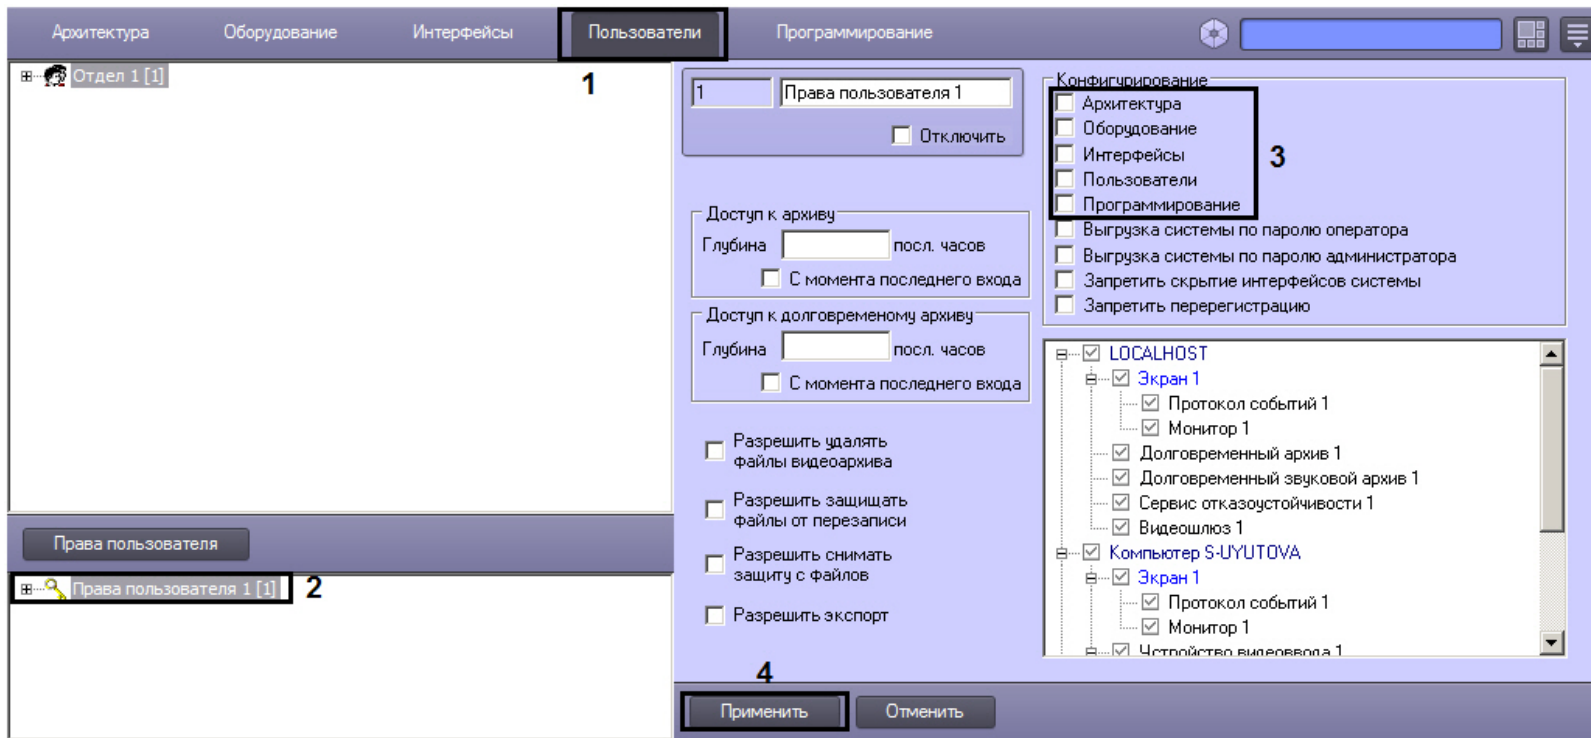 Архитектура
Оборудование
Интерфейсы
Пользователи
Программирование
1
Отдел 1 [1]
Права пользователя
Права пользователя 1 [1]
2
1
Права пользователя 1
Отключить
Доступ к архиву
Глубина
посл. часов
С момента последнего входа
Доступ к долговременому архиву
Глубина
посл. часов
С момента последнего входа
Разрешить удалять
файлы видеоархива
Разрешить защищать
файлы от перезаписи
Разрешить снимать
защиту с файлов
Разрешить экспорт
Конфигурирование
Архитектура
Оборудование
Интерфейсы
Пользователи
Программирование
3
Выгрузка системы по паролю оператора
Выгрузка системы по паролю администратора
Запретить скрытие интерфейсов системы
Запретить перерегистрацию
LOCALHOST
Экран 1
Протокол событий 1
Монитор 1
Долговременный архив 1
Долговременный звуковой архив 1
Сервис отказоустойчивости 1
Видеошлюз 1
Компьютер S-UYUTOVA
Экран 1
Протокол событий 1
Монитор 1
Устройство видеоввода 1
4
Применить
Отменить